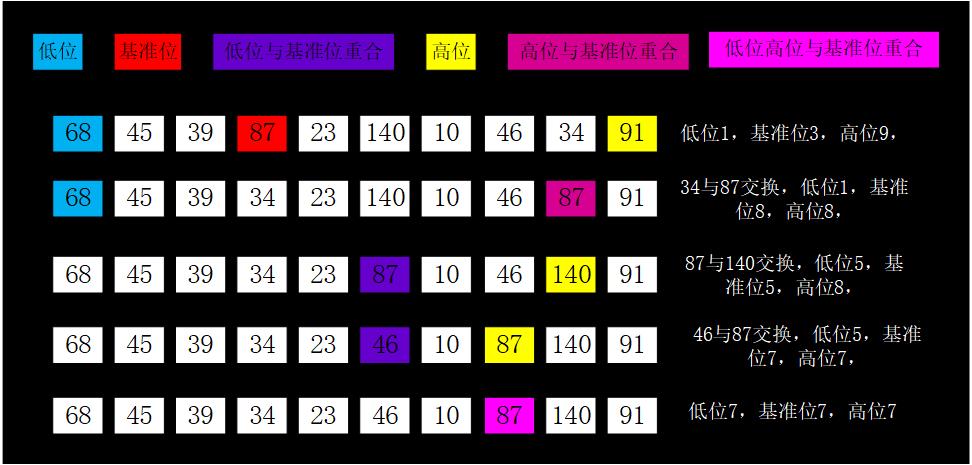 低位 基准位 低位与基准位重合 高位 高位与基准位重合 低位高位与基准位重合
68 45 39 87 23 140 10 46 34 91 低位1，基准位3，高位9，
68 45 39 34 23 140 10 46 87 91 34与87交换，低位1，基准
位8，高位8，
68 45 39 34 23 87 10 46 140 91 87与140交换，低位5，基
准位5，高位8，
68 45 39 34 23 46 10 87 140 91 46与87交换，低位5，基准
位7，高位7，
68 45 39 34 23 46 10 87 140 91 低位7，基准位7，高位7